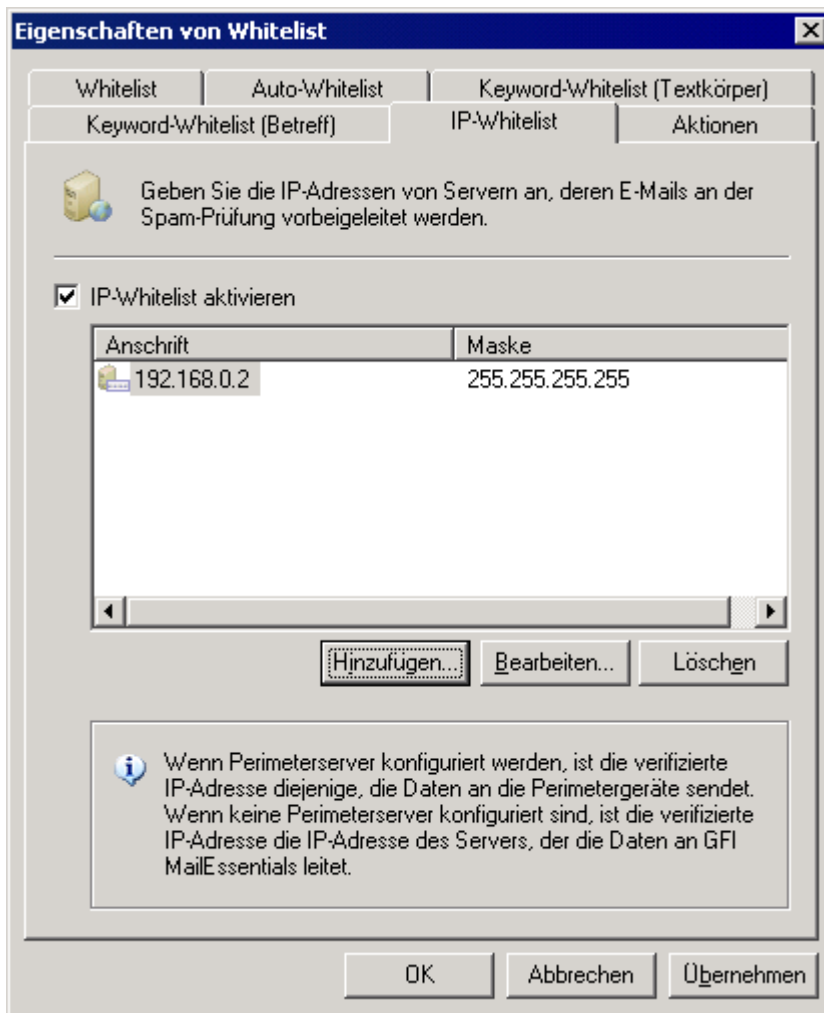 Eigenschaften von Whitelist
Whitelist
Auto-Whitelist
Keyword-Whitelist (Textkörper)
Keyword-Whitelist (Betreff)
IP-Whitelist
Aktionen
Geben Sie die IP-Adressen von Servern an, deren E-Mails an der
Spam-Prüfung vorbeigeleitet werden.
IP-Whitelist aktivieren
Anschrift
Maske
192.168.0.2
255.255.255.255
Hinzufügen...
Bearbeiten...
Löschen
Wenn Perimeterserver konfiguriert werden, ist die verifizierte
IP-Adresse diejenige, die Daten an die Perimetergeräte sendet.
Wenn keine Perimeterserver konfiguriert sind, ist die verifizierte
IP-Adresse die IP-Adresse des Servers, der die Daten an GFI
MailEssentials leitet.
OK
Abbrechen
Übernehmen